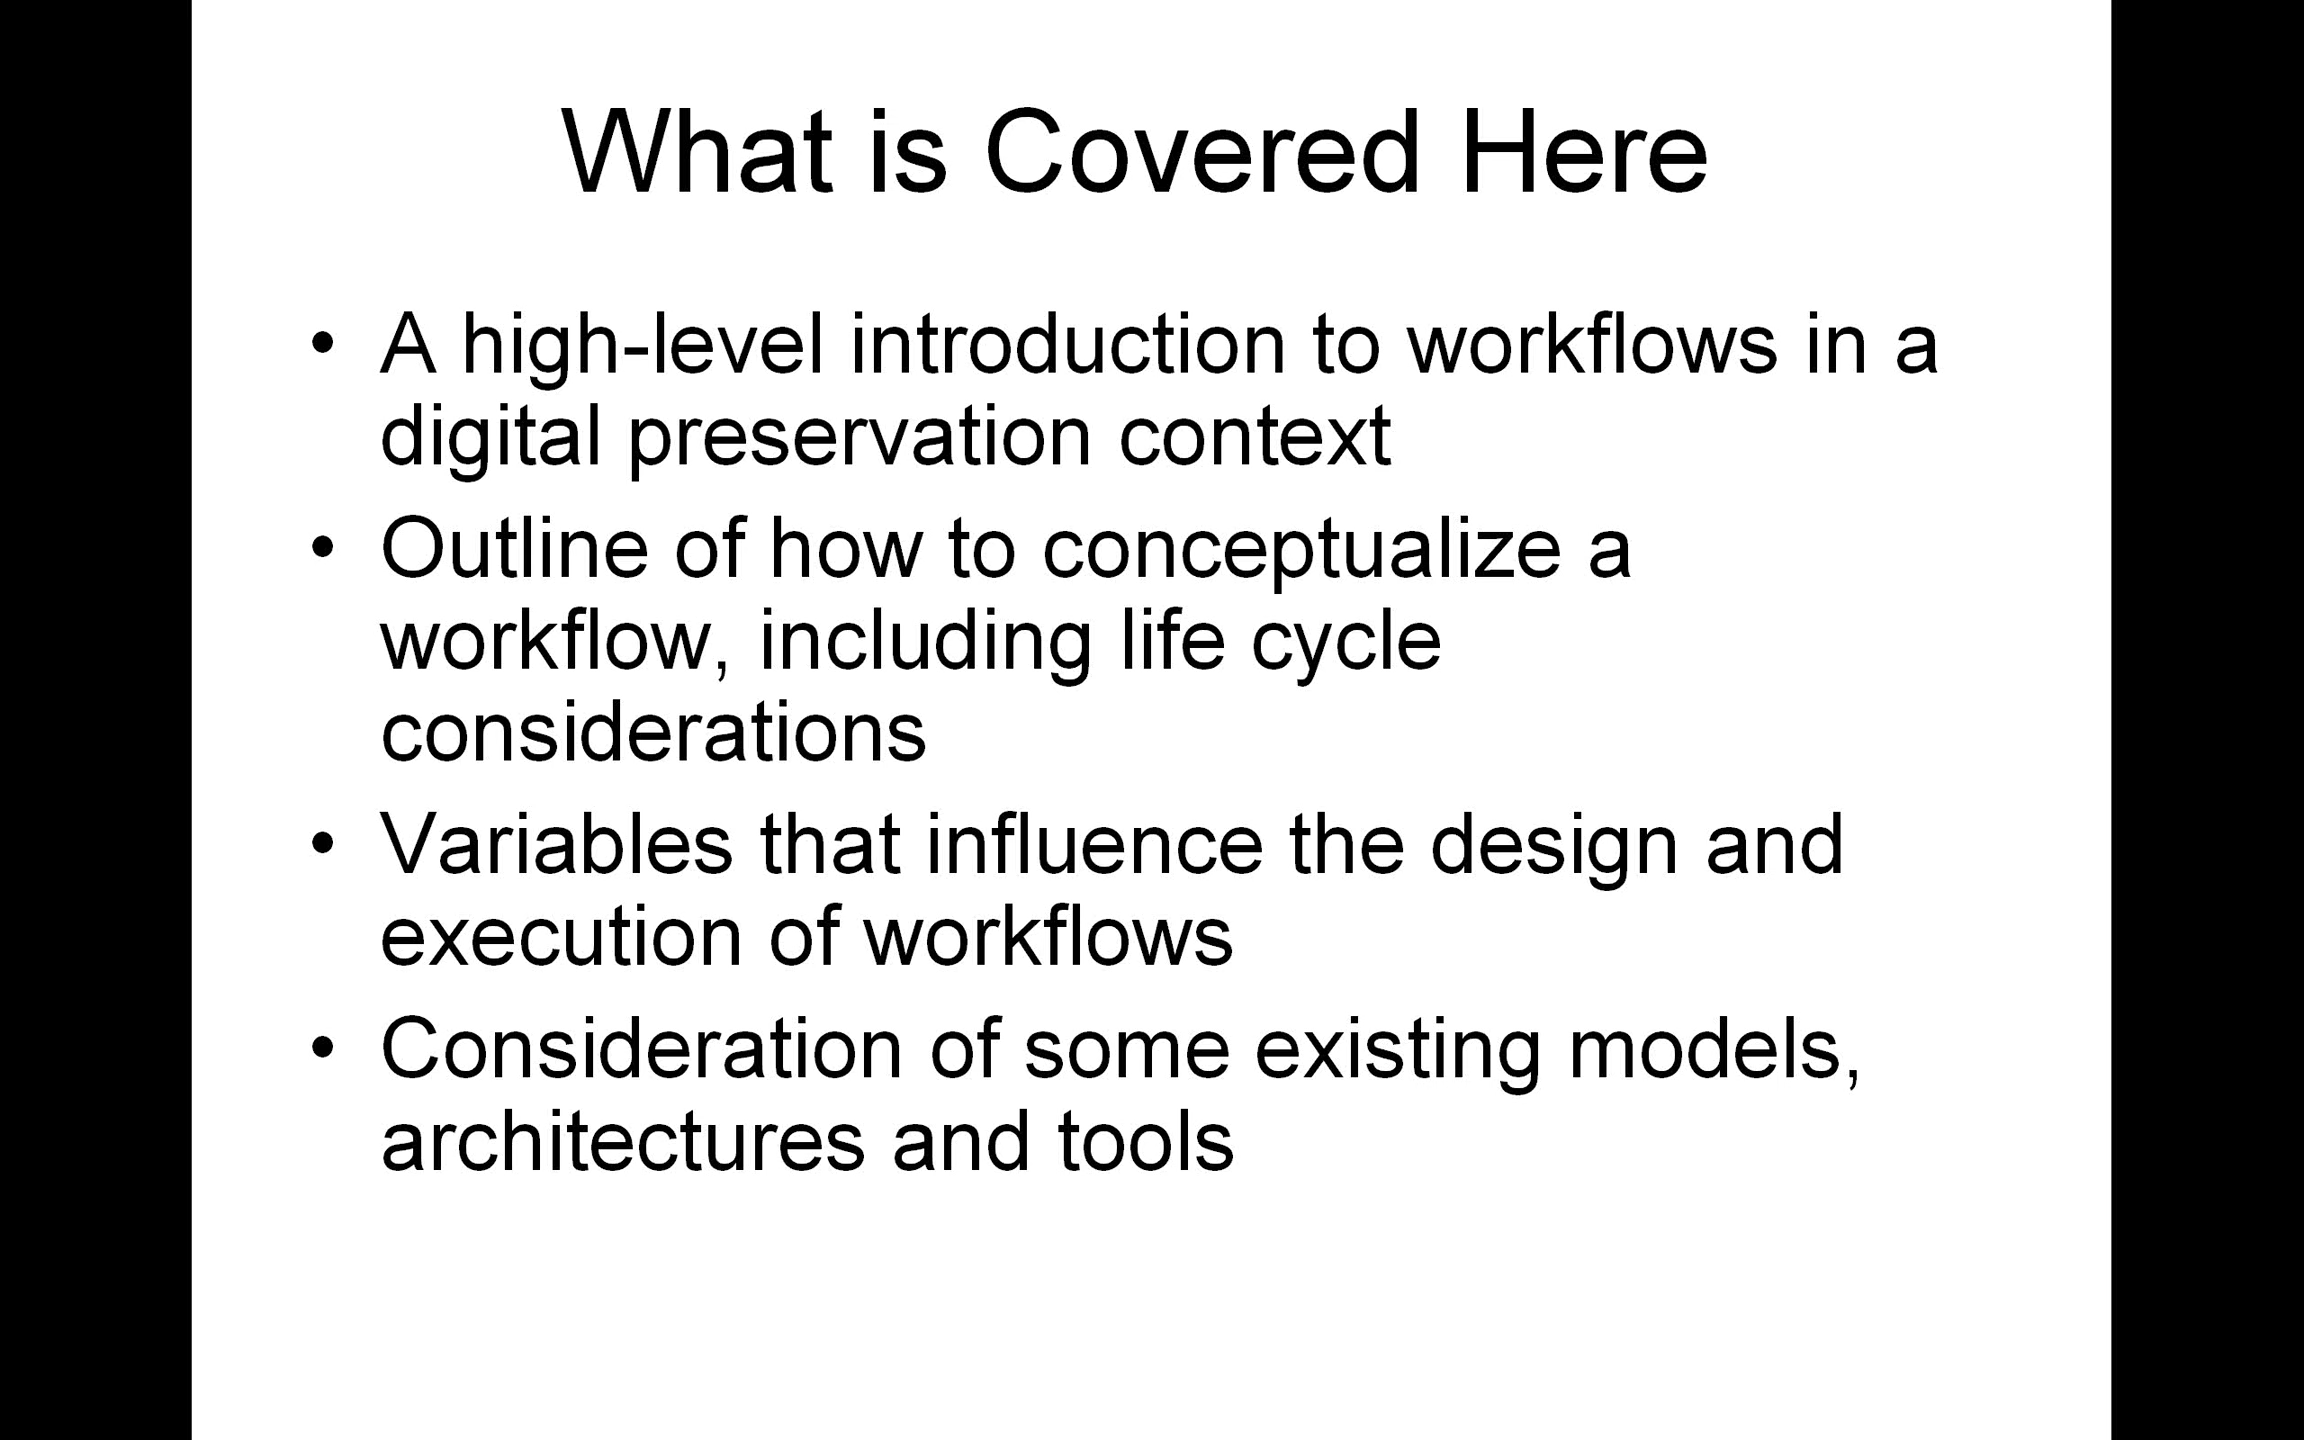 What is Covered Here
• A high-level introduction to workflows in a
digital preservation context
• Outline of how to conceptualize a
workflow, including life cycle
considerations
• Variables that influence the design and
execution of workflows
• Consideration of some existing models,
architectures and tools